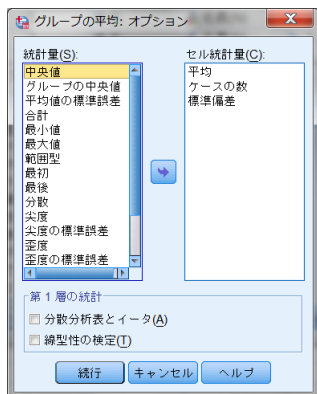 グループの平均: オプション
統計量(S):
中央値
グループの中央値
平均値の標準誤差
合計
最小値
最大値
範囲型
最初
最後
分散
尖度
尖度の標準誤差
歪度
歪度の標準誤差
セル統計量(C):
平均
ケースの数
標準偏差
第 1 層の統計
分散分析表とイータ(A)
線型性の検定(T)
続行
キャンセル
ヘルプ